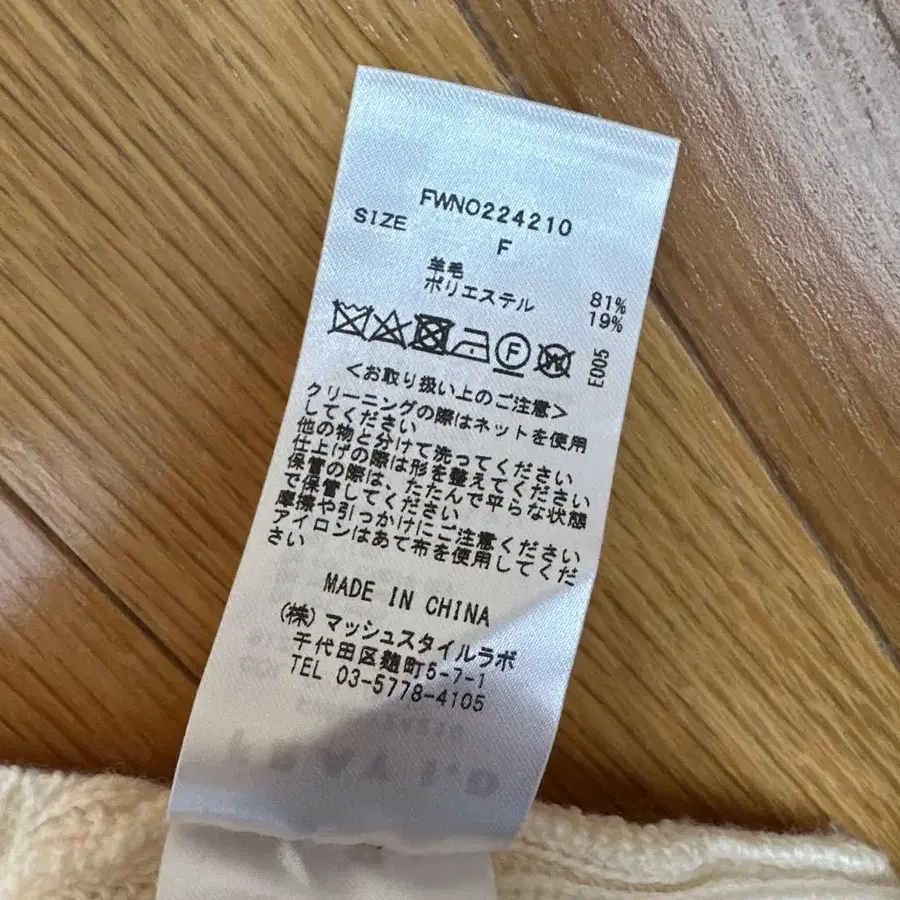 FWNO224210
SIZE F
羊毛 81%
ポリエステル 19%
F W
E005
<お取り扱い上のご注意>
クリーニングの際はネットを使用
してください
他の物と分けて洗ってください
仕上げの際は形を整えてください
保管の際は、たたんで平らな状態
で保管してください
摩擦や引っかけにご注意ください
アイロンはあて布を使用してくだ
さい
MADE IN CHINA
(株)マッシュスタイルラボ
千代田区麹町5-7-1
TEL 03-5778-4105